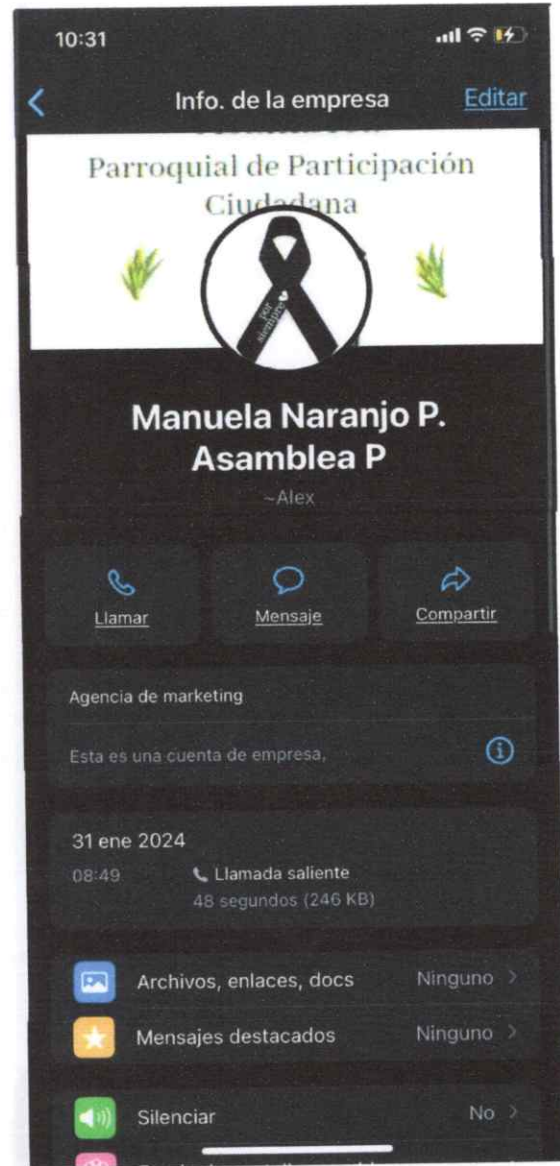 10:31
Info. de la empresa
Editar
Parroquial de Participación
Ciudadana
por
siempre
Manuela Naranjo P.
Asamblea P
~Alex
Llamar
Mensaje
Compartir
Agencia de marketing
Esta es una cuenta de empresa,
31 ene 2024
08:49 Llamada saliente
48 segundos (246 KB)
Archivos, enlaces, docs Ninguno
Mensajes destacados Ninguno
Silenciar No